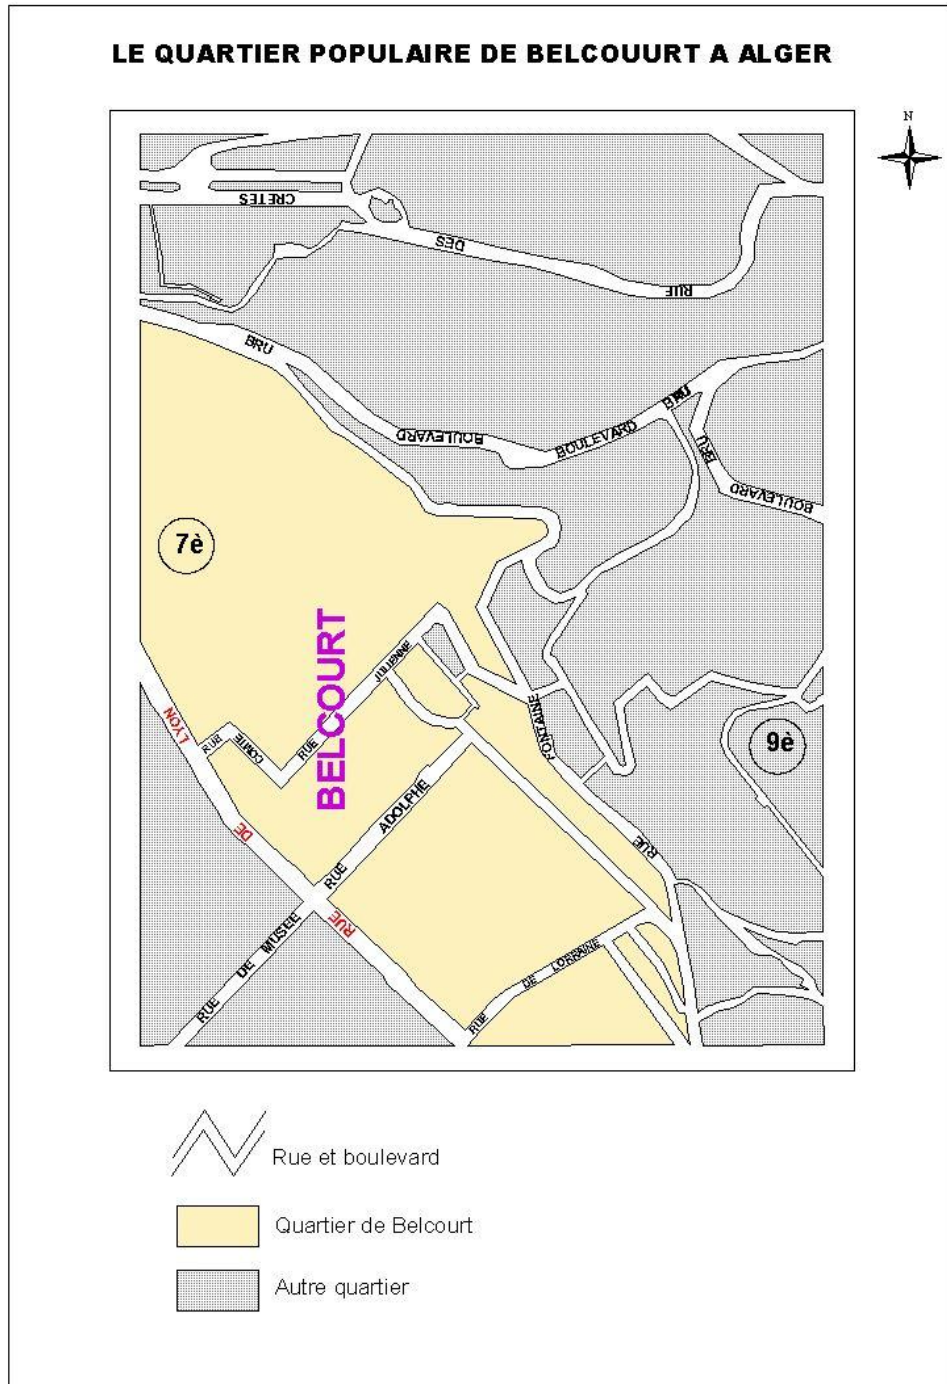 LE QUARTIER POPULAIRE DE BELCOUURT A ALGER
N
CRETES
DES
RUE
BRU
BOULEVARD
BOULEVARD
BRU
BRU
BOULEVARD
7è
BELCOURT
JULIENNE
RUE
COMTE
RUE
LYON
DE
RUE
FONTAINE
RUE
9è
ADOLPHE
RUE
RUE DE MUSEE
RUE DE LORRAINE
Rue et boulevard
Quartier de Belcourt
Autre quartier